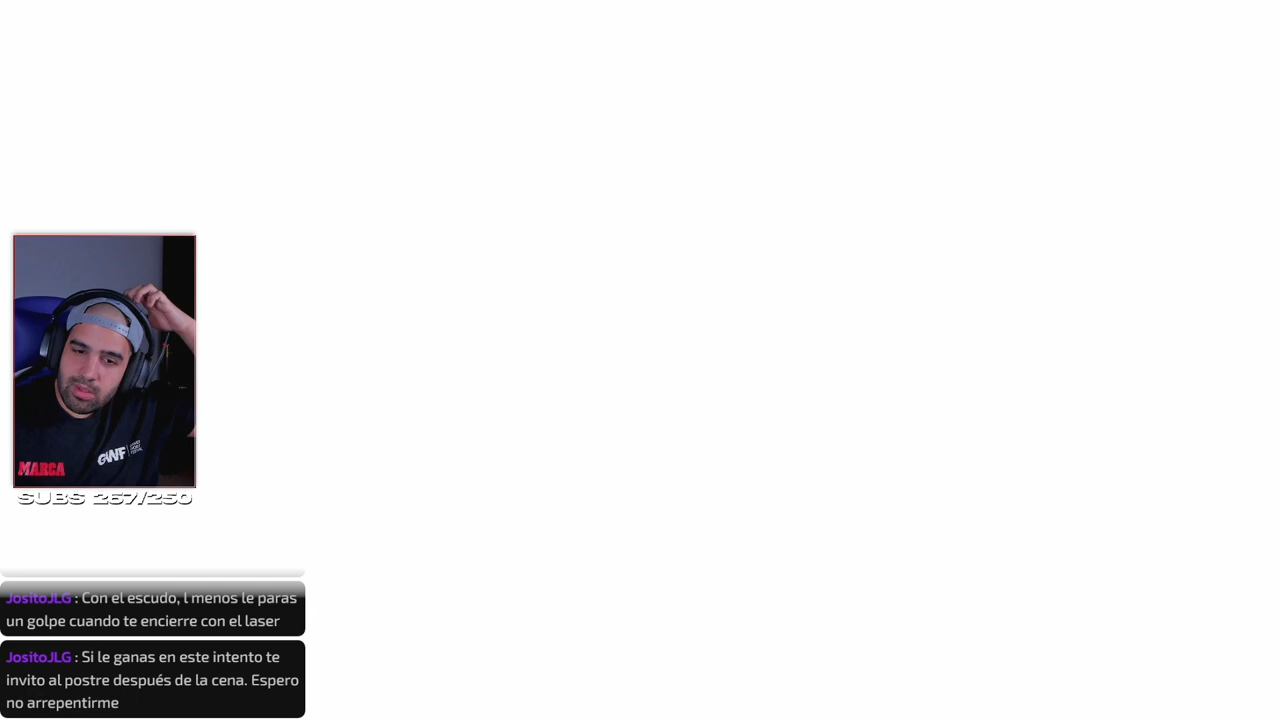 GWF
MARCA
SUBS 267/250
JositoJLG : Con el escudo, l menos le paras
un golpe cuando te encierre con el laser
JositoJLG : Si le ganas en este intento te
invito al postre después de la cena. Espero
no arrepentirme